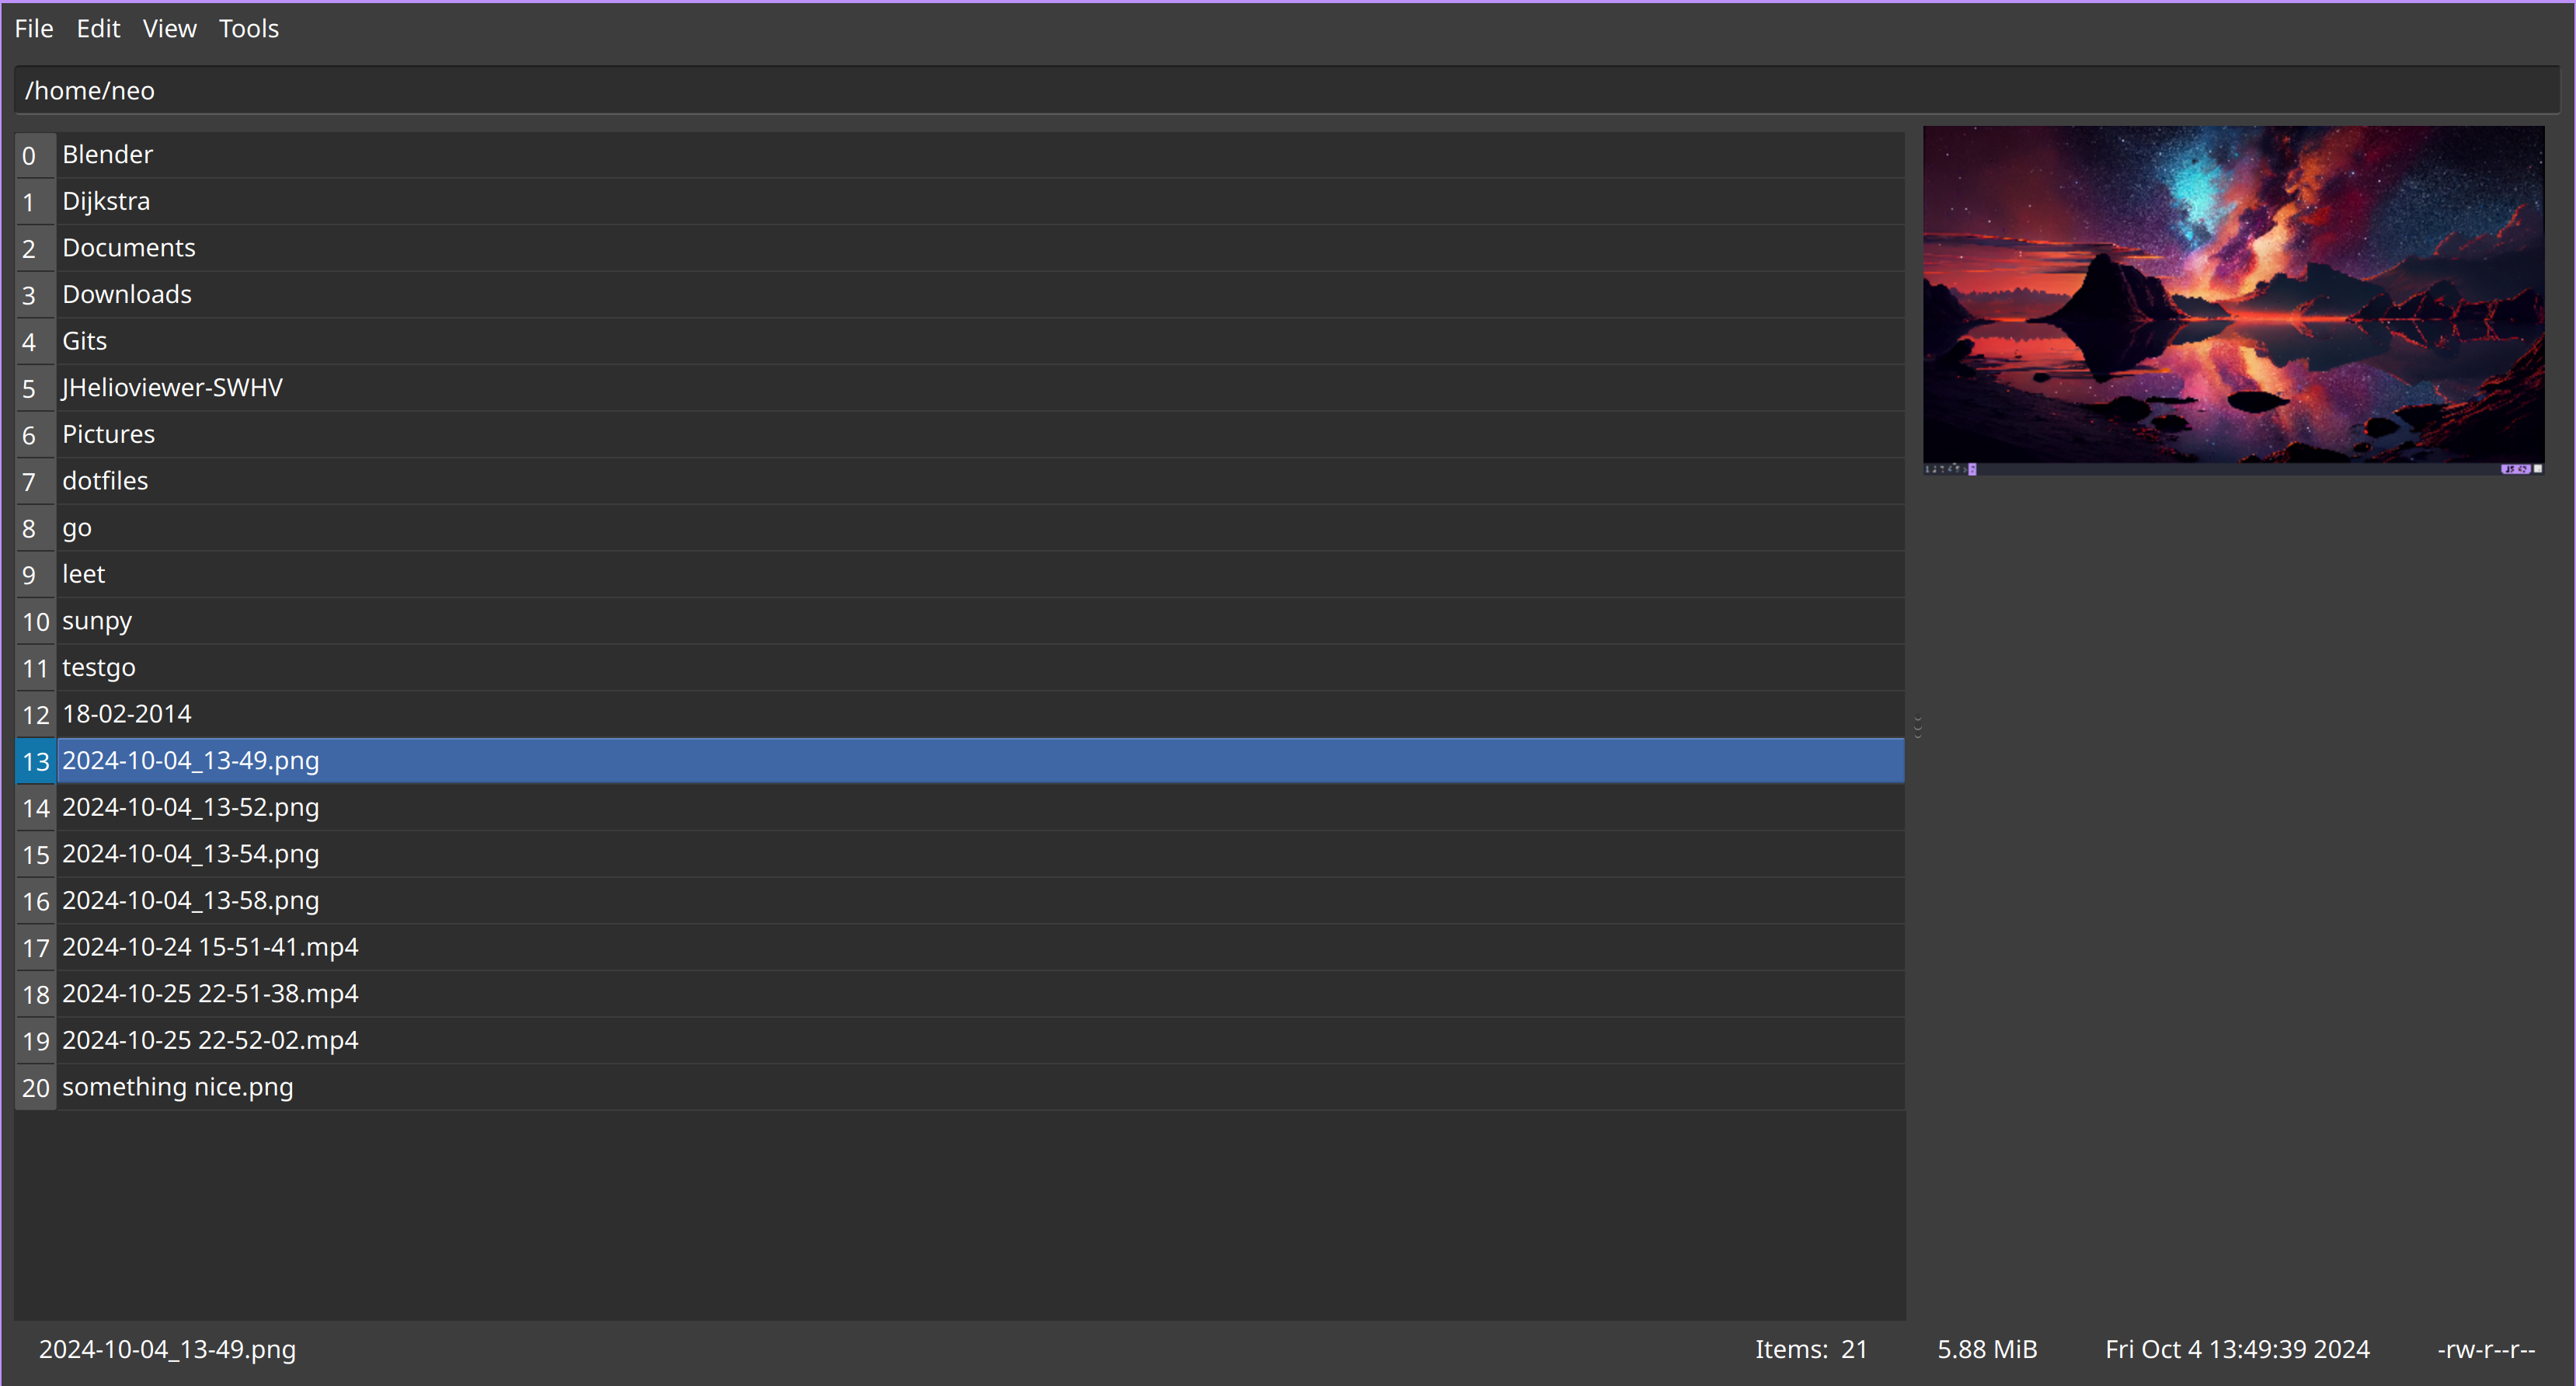 File Edit View Tools
/home/neo
0 Blender
1 Dijkstra
2 Documents
3 Downloads
4 Gits
5 JHelioviewer-SWHV
6 Pictures
7 dotfiles
8 go
9 leet
10 sunpy
11 testgo
12 18-02-2014
13 2024-10-04_13-49.png
14 2024-10-04_13-52.png
15 2024-10-04_13-54.png
16 2024-10-04_13-58.png
17 2024-10-24 15-51-41.mp4
18 2024-10-25 22-51-38.mp4
19 2024-10-25 22-52-02.mp4
20 something nice.png
2024-10-04_13-49.png Items: 21 5.88 MiB Fri Oct 4 13:49:39 2024 -rw-r--r--